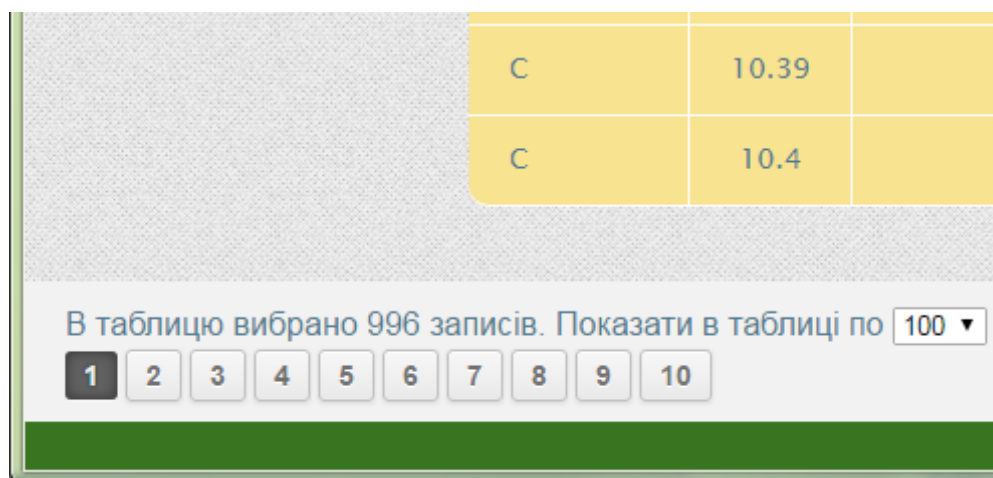 С 10.39
С 10.4
В таблицю вибрано 996 записів. Показати в таблиці по 100
1 2 3 4 5 6 7 8 9 10